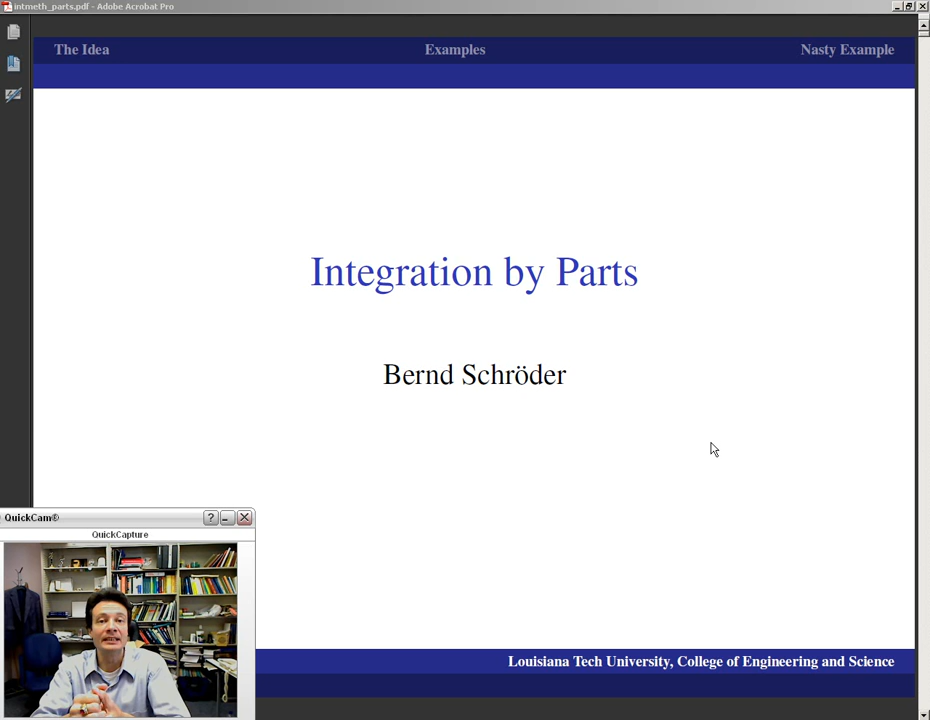 intmeth_parts.pdf - Adobe Acrobat Pro
The Idea Examples Nasty Example
Integration by Parts
Bernd Schröder
QuickCam®
QuickCapture
Louisiana Tech University, College of Engineering and Science